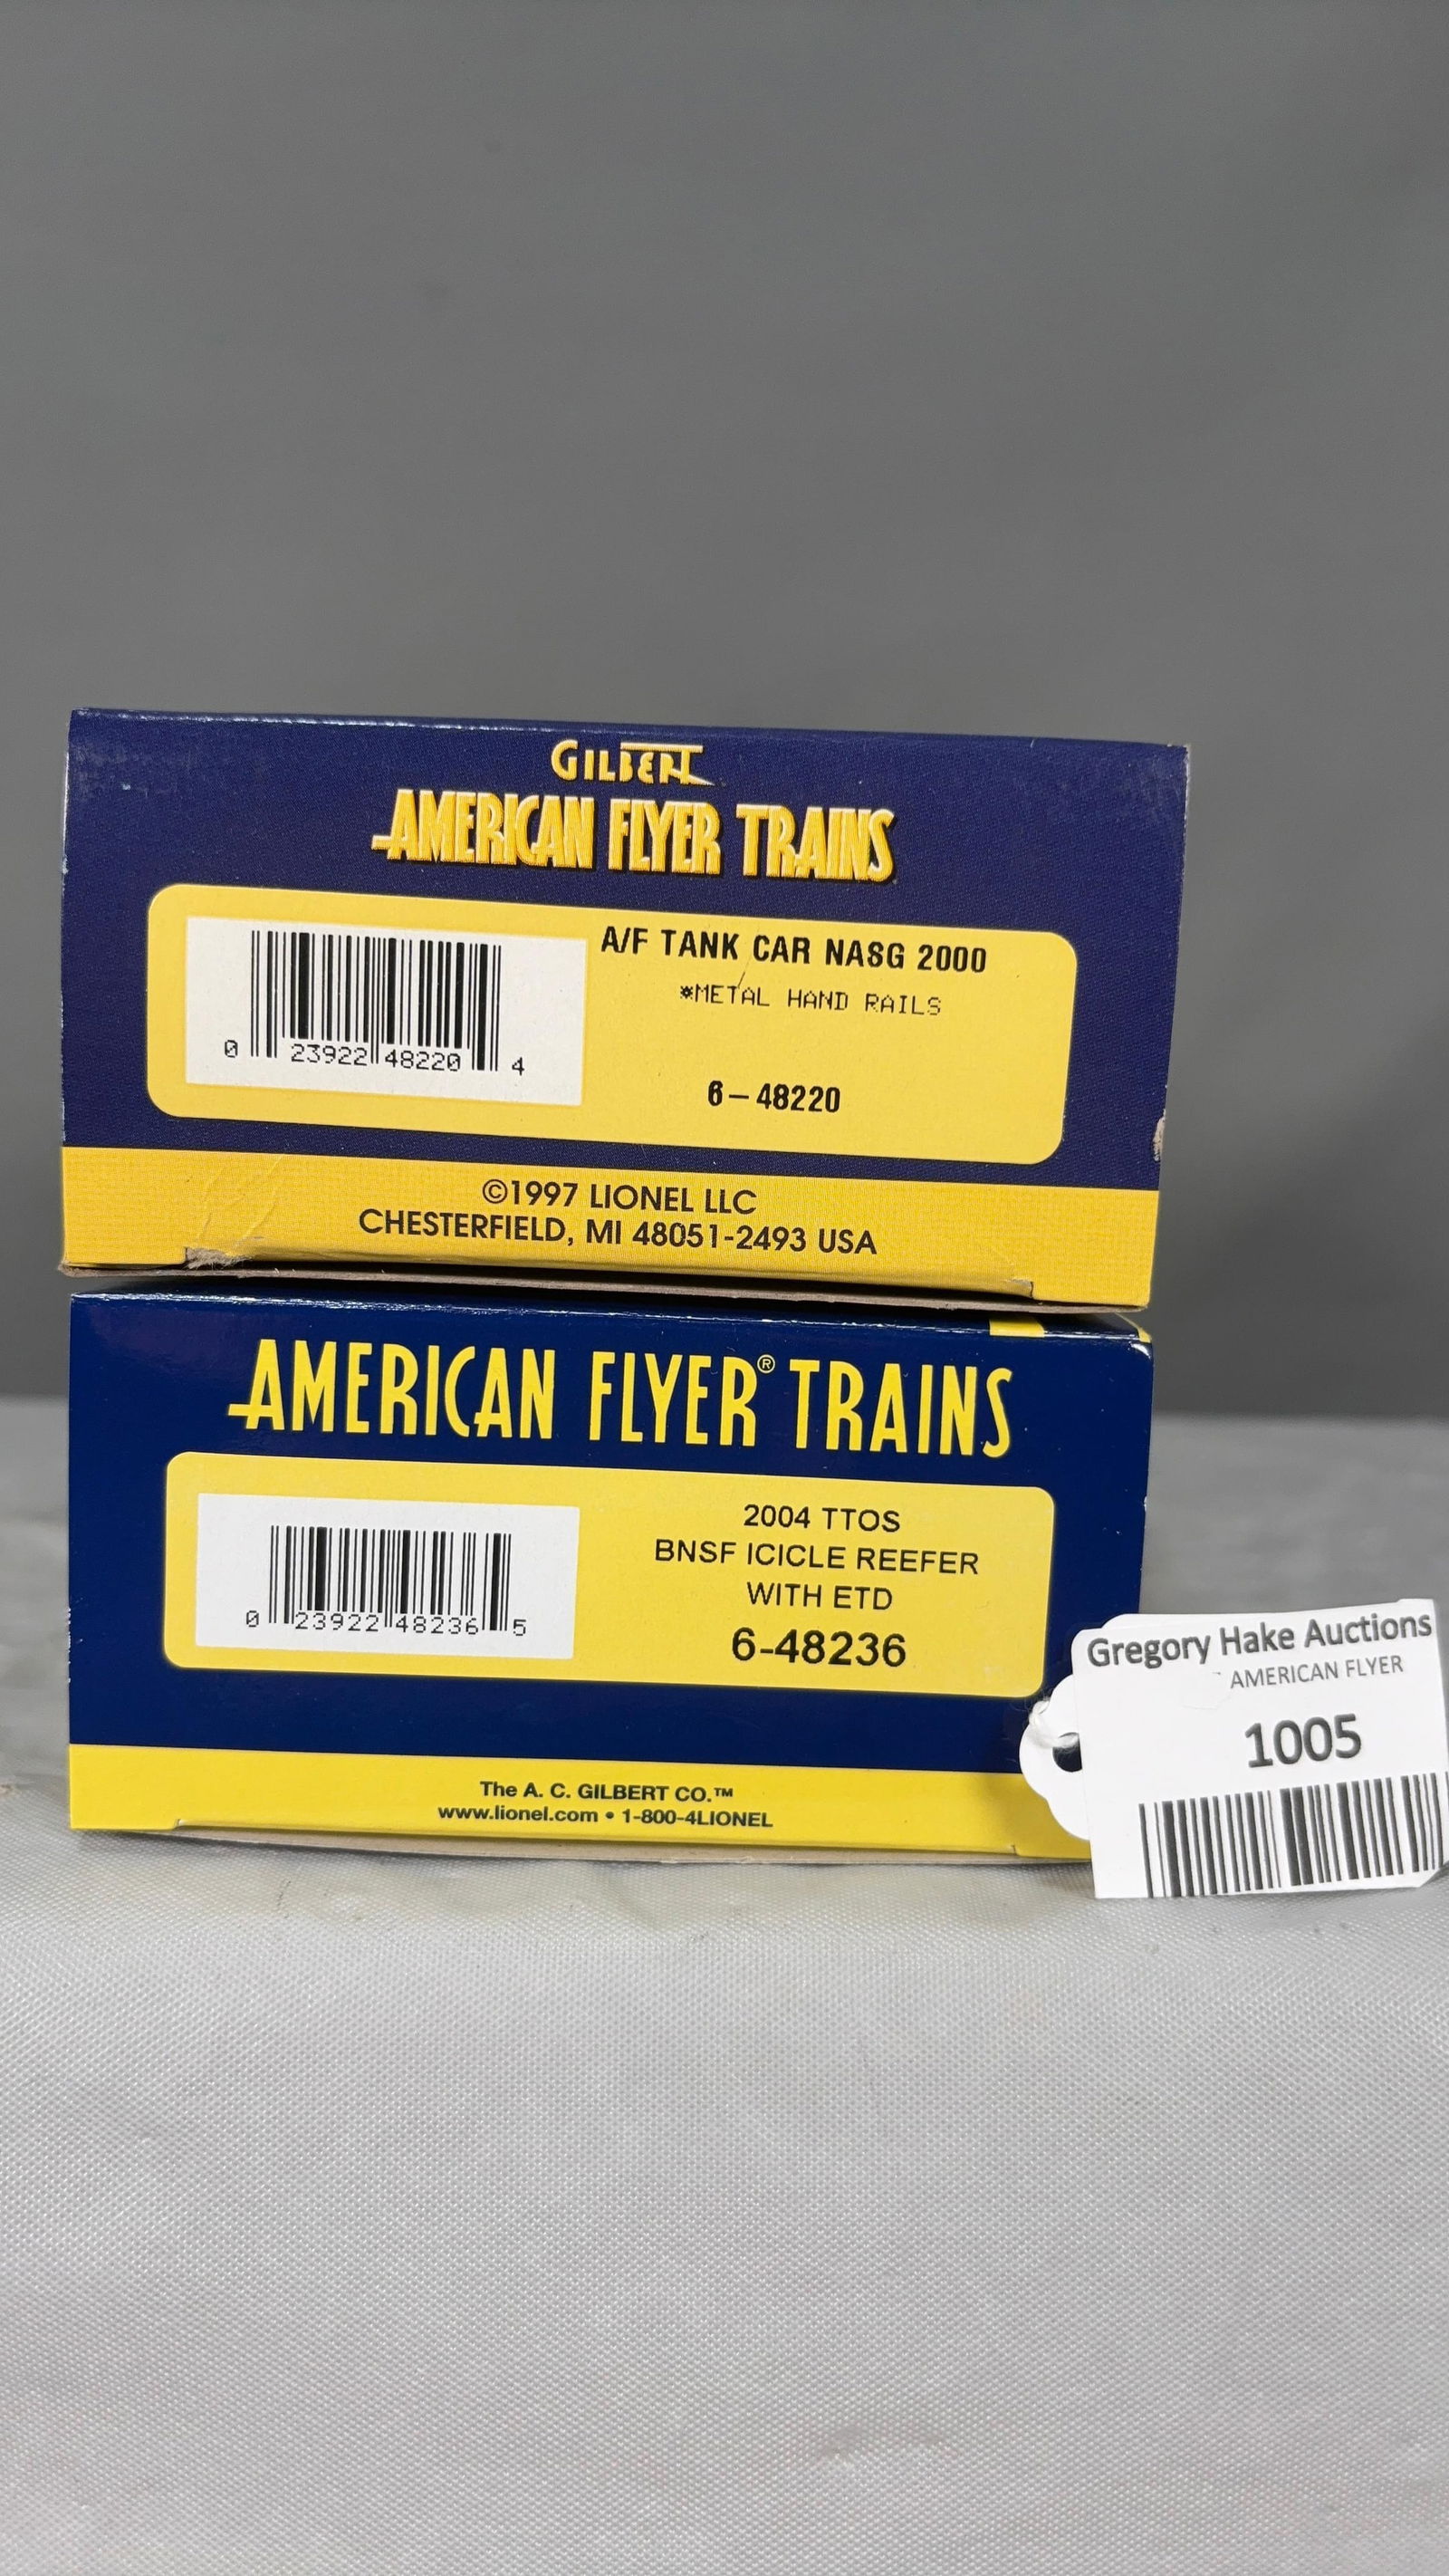 GILBERT
AMERICAN FLYER TRAINS
A/F TANK CAR NASG 2000
*METAL HAND RAILS
6-48220
0 23922 48220 4
©1997 LIONEL LLC
CHESTERFIELD, MI 48051-2493 USA
AMERICAN FLYER® TRAINS
2004 TTOS
BNSF ICICLE REEFER
WITH ETD
6-48236
0 23922 48236 5
The A. C. GILBERT CO.™
www.lionel.com • 1-800-4LIONEL
Gregory Hake Auctions
AMERICAN FLYER
1005